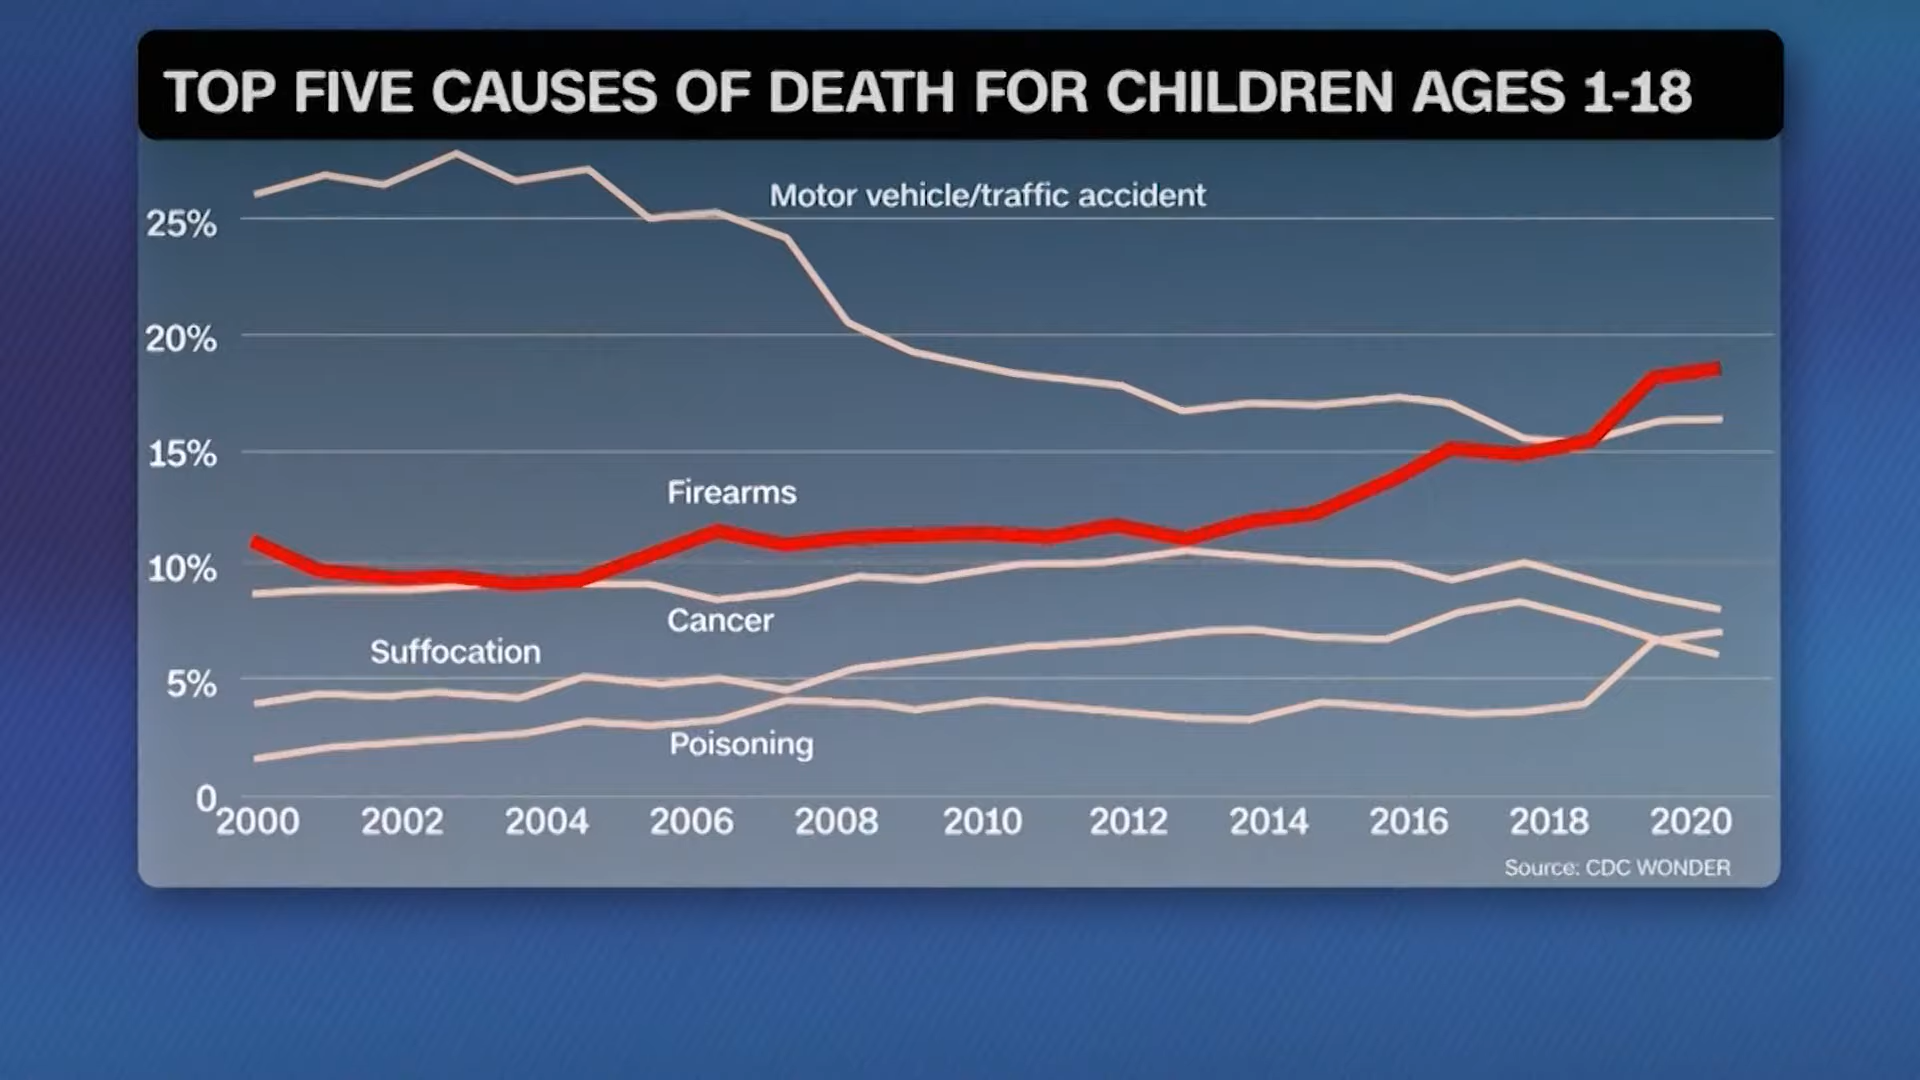 TOP FIVE CAUSES OF DEATH FOR CHILDREN AGES 1-18
Motor vehicle/traffic accident
25%
20%
15%
Firearms
10%
Cancer
Suffocation
5%
Poisoning
0
2000 2002 2004 2006 2008 2010 2012 2014 2016 2018 2020
Source: CDC WONDER